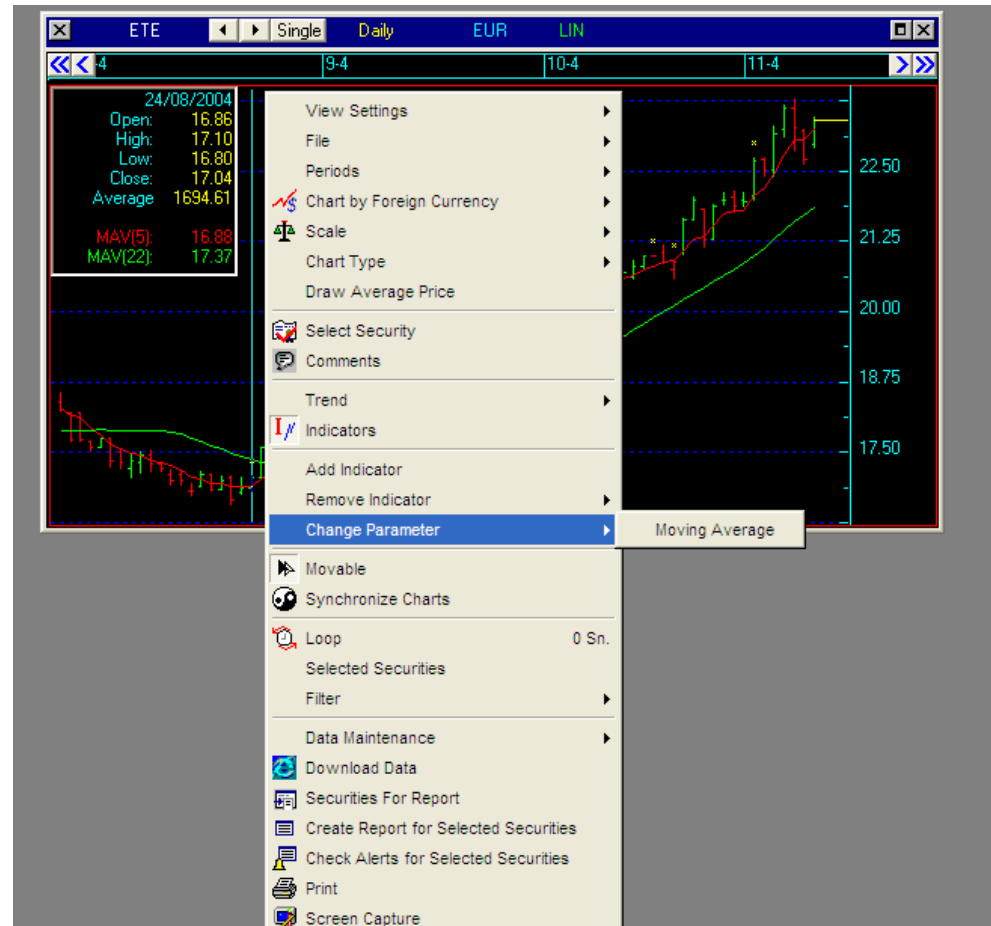 ETE Single Daily EUR LIN
-4 9-4 10-4 11-4
24/08/2004
Open: 16.86
High: 17.10
Low: 16.80
Close: 17.04
Average 1694.61
MAV(5): 16.88
MAV(22): 17.37
22.50
21.25
20.00
18.75
17.50
View Settings
File
Periods
Chart by Foreign Currency
Scale
Chart Type
Draw Average Price
Select Security
Comments
Trend
Indicators
Add Indicator
Remove Indicator
Change Parameter
Moving Average
Movable
Synchronize Charts
Loop 0 Sn.
Selected Securities
Filter
Data Maintenance
Download Data
Securities For Report
Create Report for Selected Securities
Check Alerts for Selected Securities
Print
Screen Capture